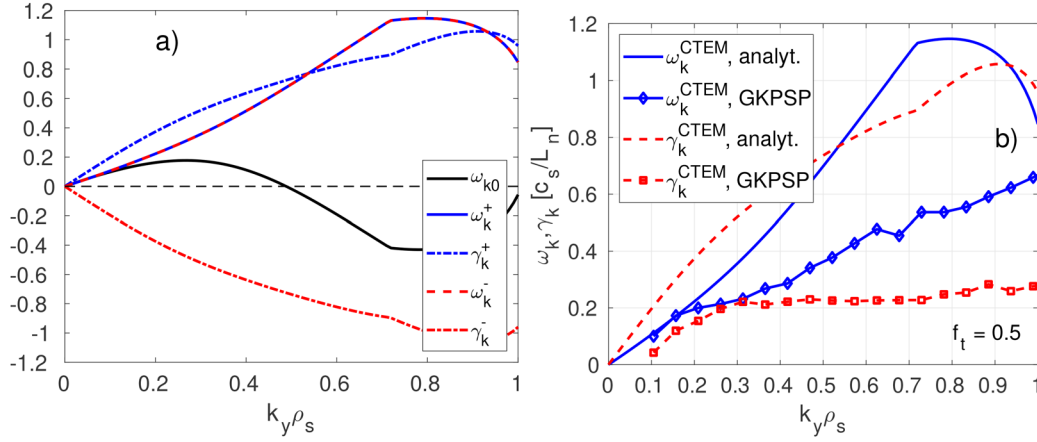 a)
1.2
1
0.8
0.6
0.4
0.2
0
-0.2
-0.4
-0.6
-0.8
-1
-1.2
ω_{k0}
ω_k^+
γ_k^+
ω_k^-
γ_k^-
0 0.2 0.4 0.6 0.8 1
k_yρ_s
ω_k,γ_k [c_s/L_n]
1.2
1
0.8
0.6
0.4
0.2
0
ω_k^{CTEM}, analyt.
ω_k^{CTEM}, GKPSP
γ_k^{CTEM}, analyt.
γ_k^{CTEM}, GKPSP
b)
f_t = 0.5
0 0.1 0.2 0.3 0.4 0.5 0.6 0.7 0.8 0.9 1
k_yρ_s